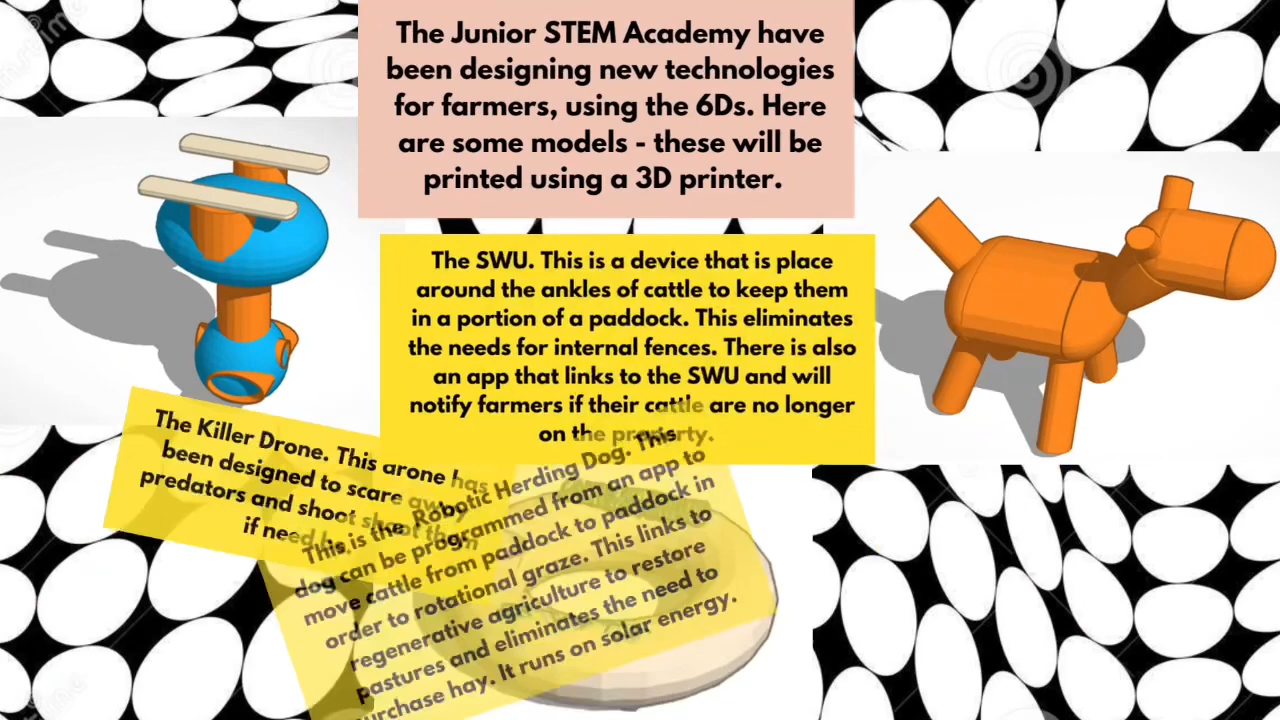 The Junior STEM Academy have
been designing new technologies
for farmers, using the 6Ds. Here
are some models - these will be
printed using a 3D printer.
The SWU. This is a device that is place
around the ankles of cattle to keep them
in a portion of a paddock. This eliminates
the needs for internal fences. There is also
an app that links to the SWU and will
notify farmers if their cattle are no longer
on the property.
The Killer Drone. This drone has
been designed to scare away
predators and shoot them
if need
This is the Robotic Herding Dog. This
dog can be programmed from an app to
move cattle from paddock to paddock in
order to rotational graze. This links to
regenerative agriculture to restore
pastures and eliminates the need to
purchase hay. It runs on solar energy.